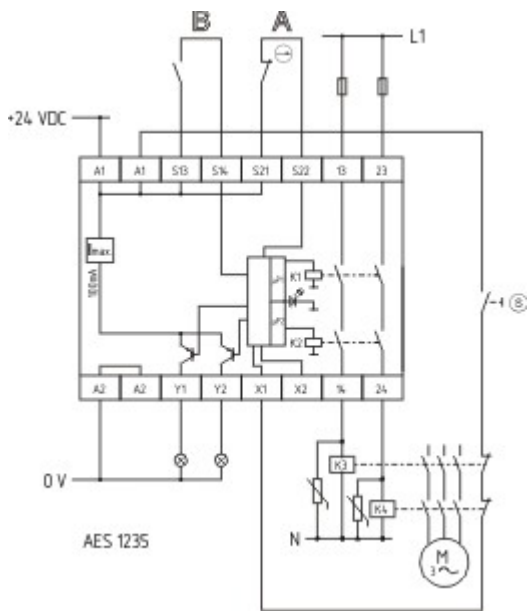 B A
L1
+24 VDC
A1 A1 S13 S14 S21 S22 13 23
Imax.
100mA
K1
K2
S
A2 A2 Y1 Y2 X1 X2 14 24
0 V
K3
K4
N
M
3 ~
AES 1235